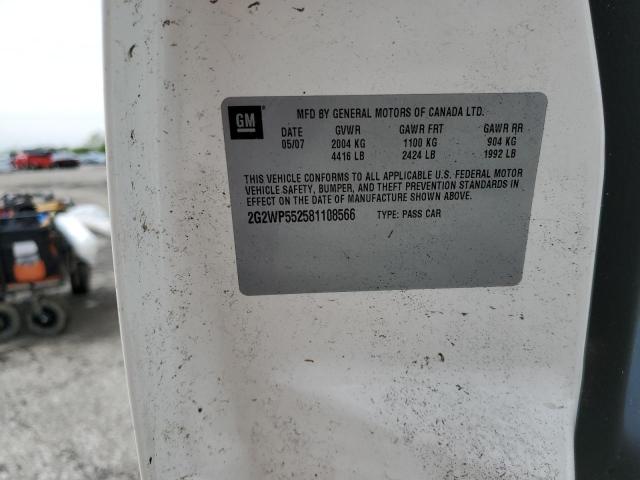 GM
MFD BY GENERAL MOTORS OF CANADA LTD.
DATE GVWR GAWR FRT GAWR RR
05/07 2004 KG 1100 KG 904 KG
4416 LB 2424 LB 1992 LB
THIS VEHICLE CONFORMS TO ALL APPLICABLE U.S. FEDERAL MOTOR
VEHICLE SAFETY, BUMPER, AND THEFT PREVENTION STANDARDS IN
EFFECT ON THE DATE OF MANUFACTURE SHOWN ABOVE.
2G2WP552581108566 TYPE: PASS CAR